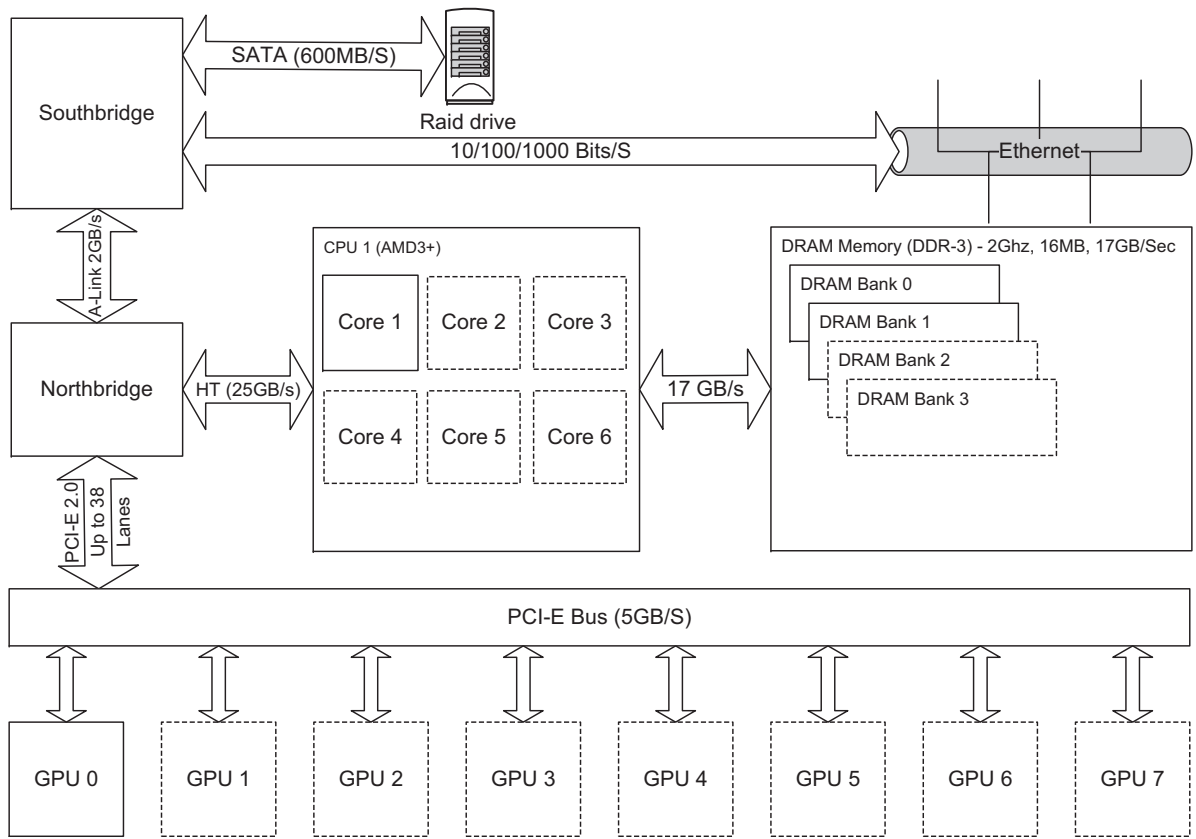 SATA (600MB/S)
Southbridge
Raid drive
10/100/1000 Bits/S
Ethernet
A-Link 2GB/s
CPU 1 (AMD3+)
DRAM Memory (DDR-3) - 2Ghz, 16MB, 17GB/Sec
DRAM Bank 0
DRAM Bank 1
DRAM Bank 2
DRAM Bank 3
Core 1
Core 2
Core 3
Northbridge
HT (25GB/s)
17 GB/s
Core 4
Core 5
Core 6
PCI-E 2.0
Up to 38
Lanes
PCI-E Bus (5GB/S)
GPU 0
GPU 1
GPU 2
GPU 3
GPU 4
GPU 5
GPU 6
GPU 7